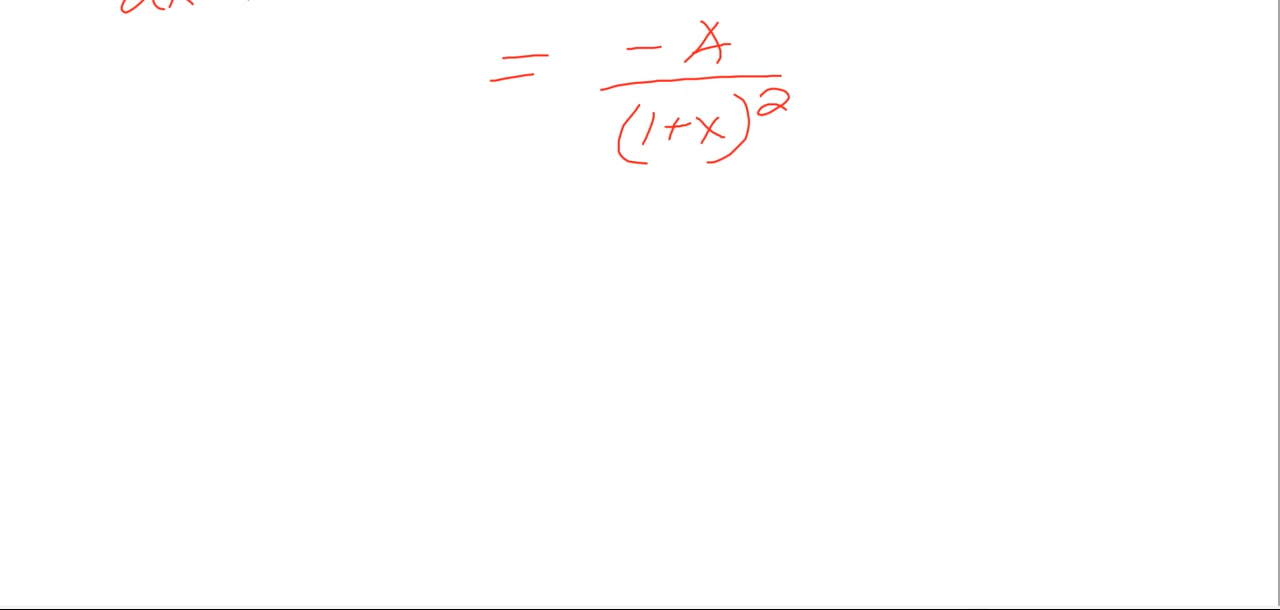 = -A / (1+x)²